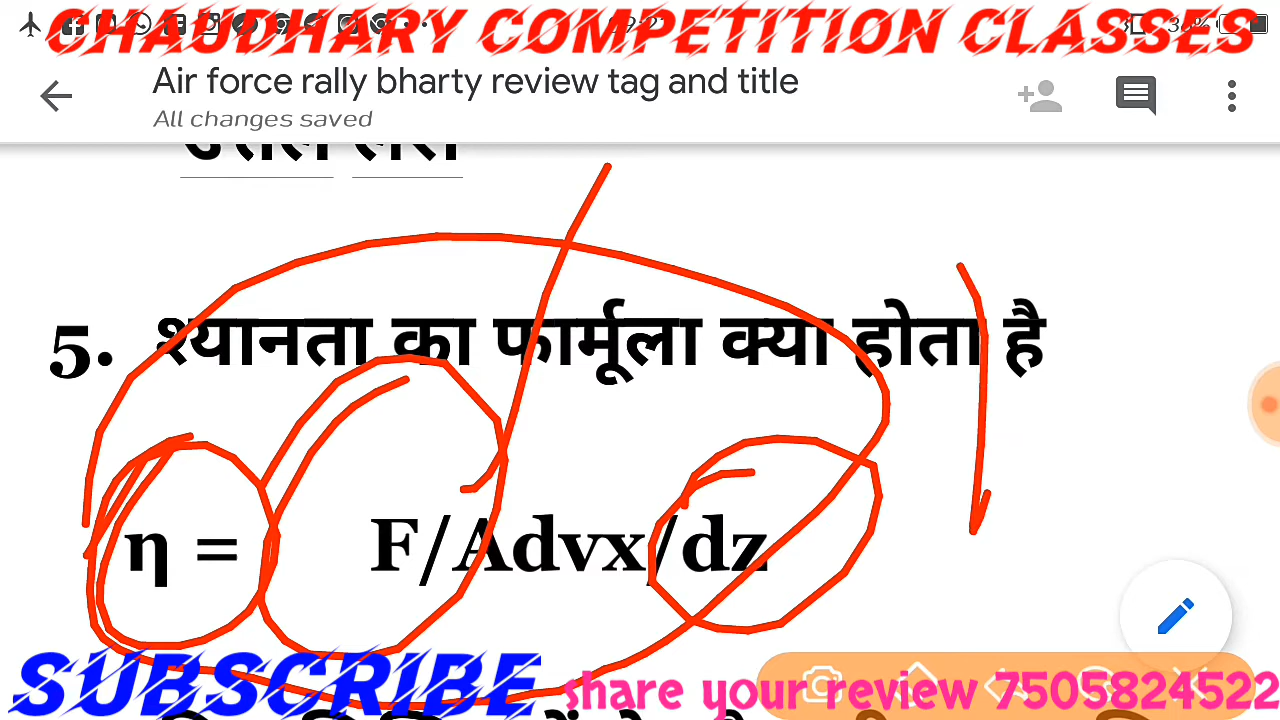 CHAUDHARY COMPETITION CLASSES
Air force rally bharty review tag and title
All changes saved
5. श्यानता का फार्मूला क्या होता है
η = F/Advx/dz
SUBSCRIBE share your review 7505824522